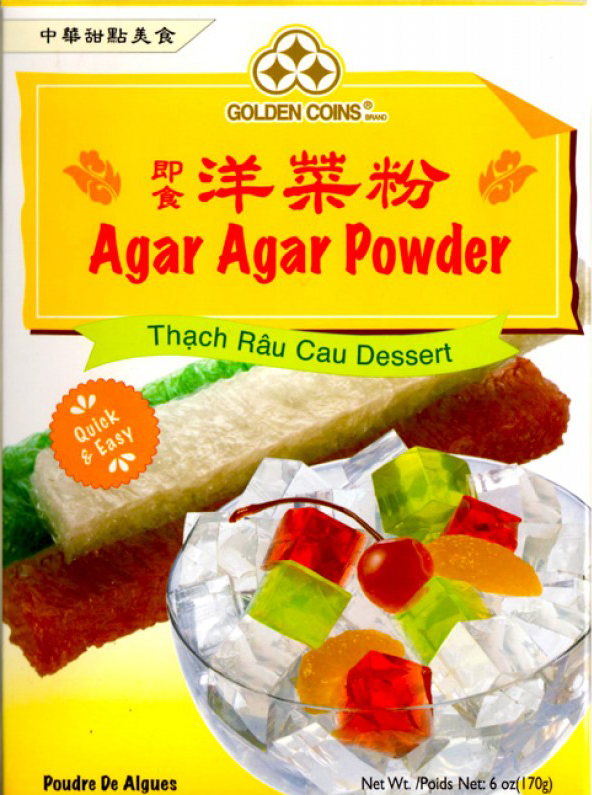 中華甜點美食
GOLDEN COINS® BRAND
即食 洋菜粉
Agar Agar Powder
Thạch Râu Cau Dessert
Quick
& Easy
Poudre De Algues
Net Wt. /Poids Net: 6 oz(170g)